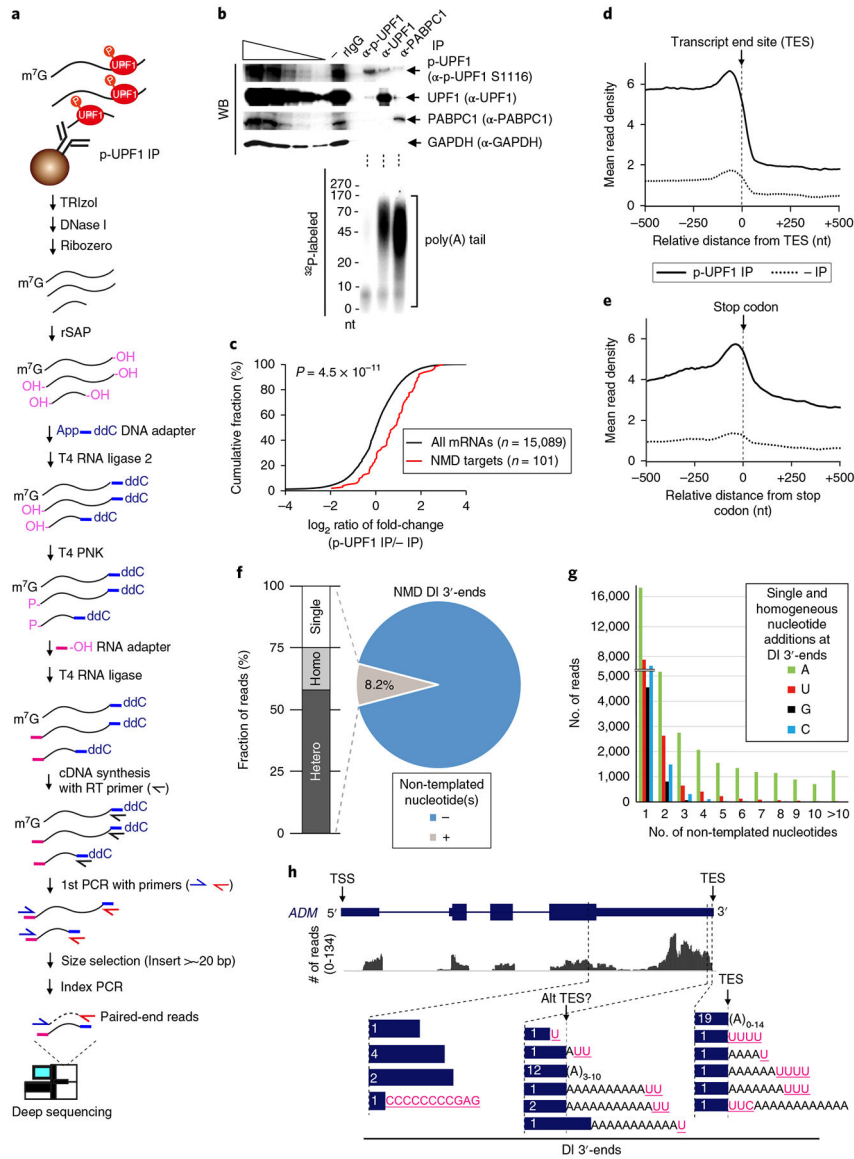 a
m⁷G
P
UPF1
P
UPF1
P
UPF1
p-UPF1 IP
TRIzol
DNase I
Ribozero
m⁷G
rSAP
m⁷G
-OH
OH-
-OH
OH-
-OH
App–ddC DNA adapter
T4 RNA ligase 2
m⁷G
ddC
OH
ddC
OH
ddC
T4 PNK
m⁷G
ddC
P-
ddC
P
ddC
-OH RNA adapter
T4 RNA ligase
m⁷G
ddC
ddC
ddC
cDNA synthesis
with RT primer ( )
m⁷G
ddC
ddC
ddC
1st PCR with primers ( )
Size selection (Insert >~20 bp)
Index PCR
Paired-end reads
Deep sequencing
b
– rIgG α-p-UPF1 α-UPF1 α-PABPC1
IP
WB
p-UPF1
(α-p-UPF1 S1116)
UPF1 (α-UPF1)
PABPC1 (α-PABPC1)
GAPDH (α-GAPDH)
³²P-labeled
270
170
70
45
20
10
0
nt
poly(A) tail
c
Cumulative fraction (%)
100
80
60
40
20
0
P = 4.5 × 10⁻¹¹
All mRNAs (n = 15,089)
NMD targets (n = 101)
−4 −2 0 2 4
log₂ ratio of fold-change
(p-UPF1 IP/– IP)
d
Transcript end site (TES)
Mean read density
6
4
2
0
−500 −250 0 +250 +500
Relative distance from TES (nt)
p-UPF1 IP – IP
e
Stop codon
Mean read density
6
4
2
0
−500 −250 0 +250 +500
Relative distance from stop
codon (nt)
f
Fraction of reads (%)
100
75
50
25
0
Single
Homo
Hetero
NMD DI 3′-ends
8.2%
Non-templated
nucleotide(s)
–
+
g
No. of reads
16,000
12,000
8,000
5,000
4,000
3,000
2,000
1,000
0
Single and
homogeneous
nucleotide
additions at
DI 3′-ends
A
U
G
C
1 2 3 4 5 6 7 8 9 10 >10
No. of non-templated nucleotides
h
TSS
TES
ADM 5′
3′
# of reads
(0-134)
Alt TES?
TES
1
4
2
1 CCCCCCCCGAG
1 U
1 AUU
12 (A)₃₋₁₀
1 AAAAAAAAAAUU
2 AAAAAAAAAAUU
1 AAAAAAAAAAAU
19 (A)₀₋₁₄
1 UUUU
1 AAAAU
1 AAAAAAUUUU
1 AAAAAAAUUU
1 UUCAAAAAAAAAAAA
DI 3′-ends